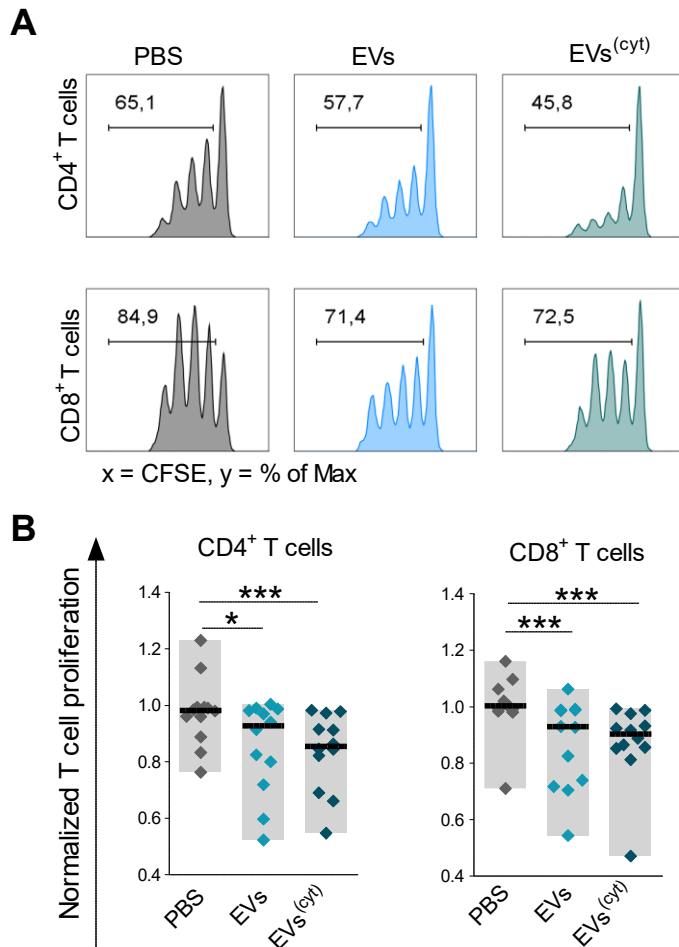 A
PBS EVs EVs(cyt)
CD4+ T cells
65,1 57,7 45,8
CD8+ T cells
84,9 71,4 72,5
x = CFSE, y = % of Max
B
Normalized T cell proliferation
CD4+ T cells
1.4
1.2
1.0
0.8
0.6
0.4
***
*
PBS EVs EVs(cyt)
CD8+ T cells
1.4
1.2
1.0
0.8
0.6
0.4
***
***
PBS EVs EVs(cyt)